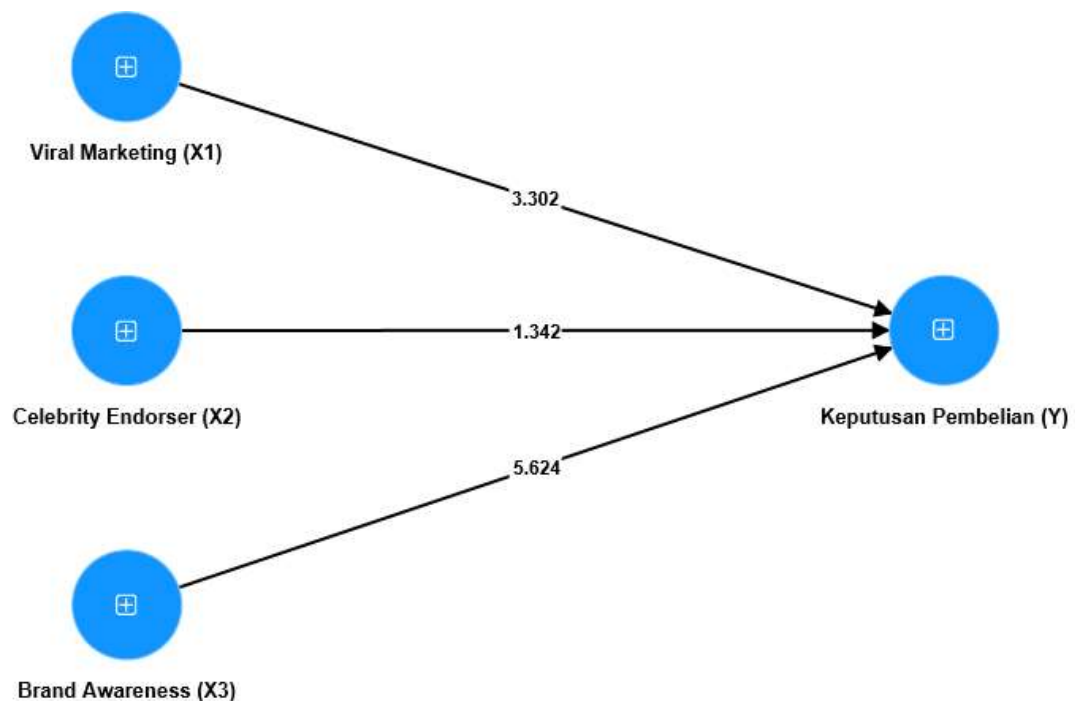 Viral Marketing (X1)
3.302
Celebrity Endorser (X2)
1.342
Keputusan Pembelian (Y)
5.624
Brand Awareness (X3)